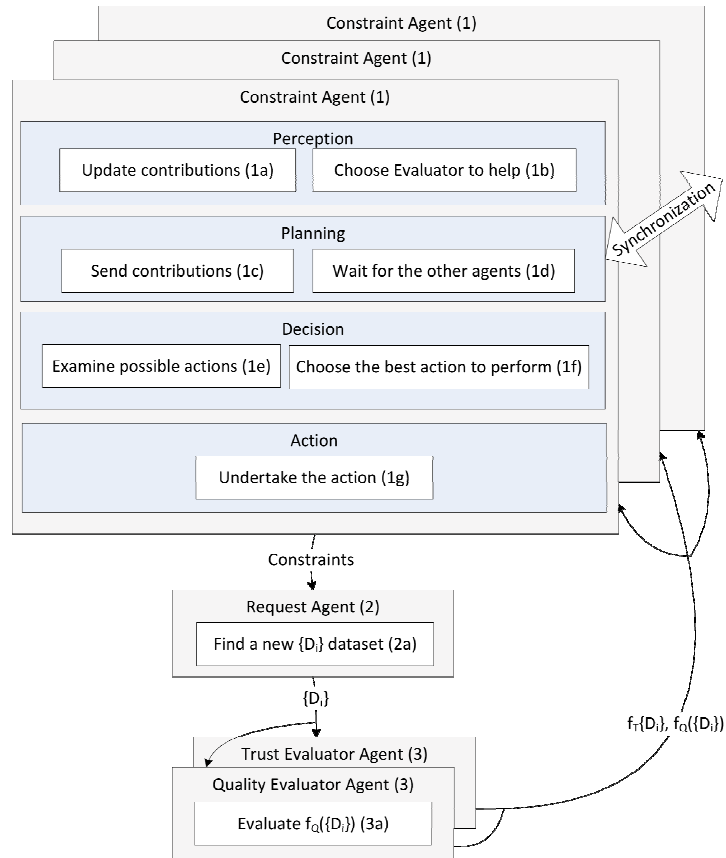 Constraint Agent (1)
Constraint Agent (1)
Constraint Agent (1)
Perception
Update contributions (1a)
Choose Evaluator to help (1b)
Synchronization
Planning
Send contributions (1c)
Wait for the other agents (1d)
Decision
Examine possible actions (1e)
Choose the best action to perform (1f)
Action
Undertake the action (1g)
Constraints
Request Agent (2)
Find a new {Dᵢ} dataset (2a)
{Dᵢ}
f_T{Dᵢ}, f_Q({Dᵢ})
Trust Evaluator Agent (3)
Quality Evaluator Agent (3)
Evaluate f_Q({Dᵢ}) (3a)